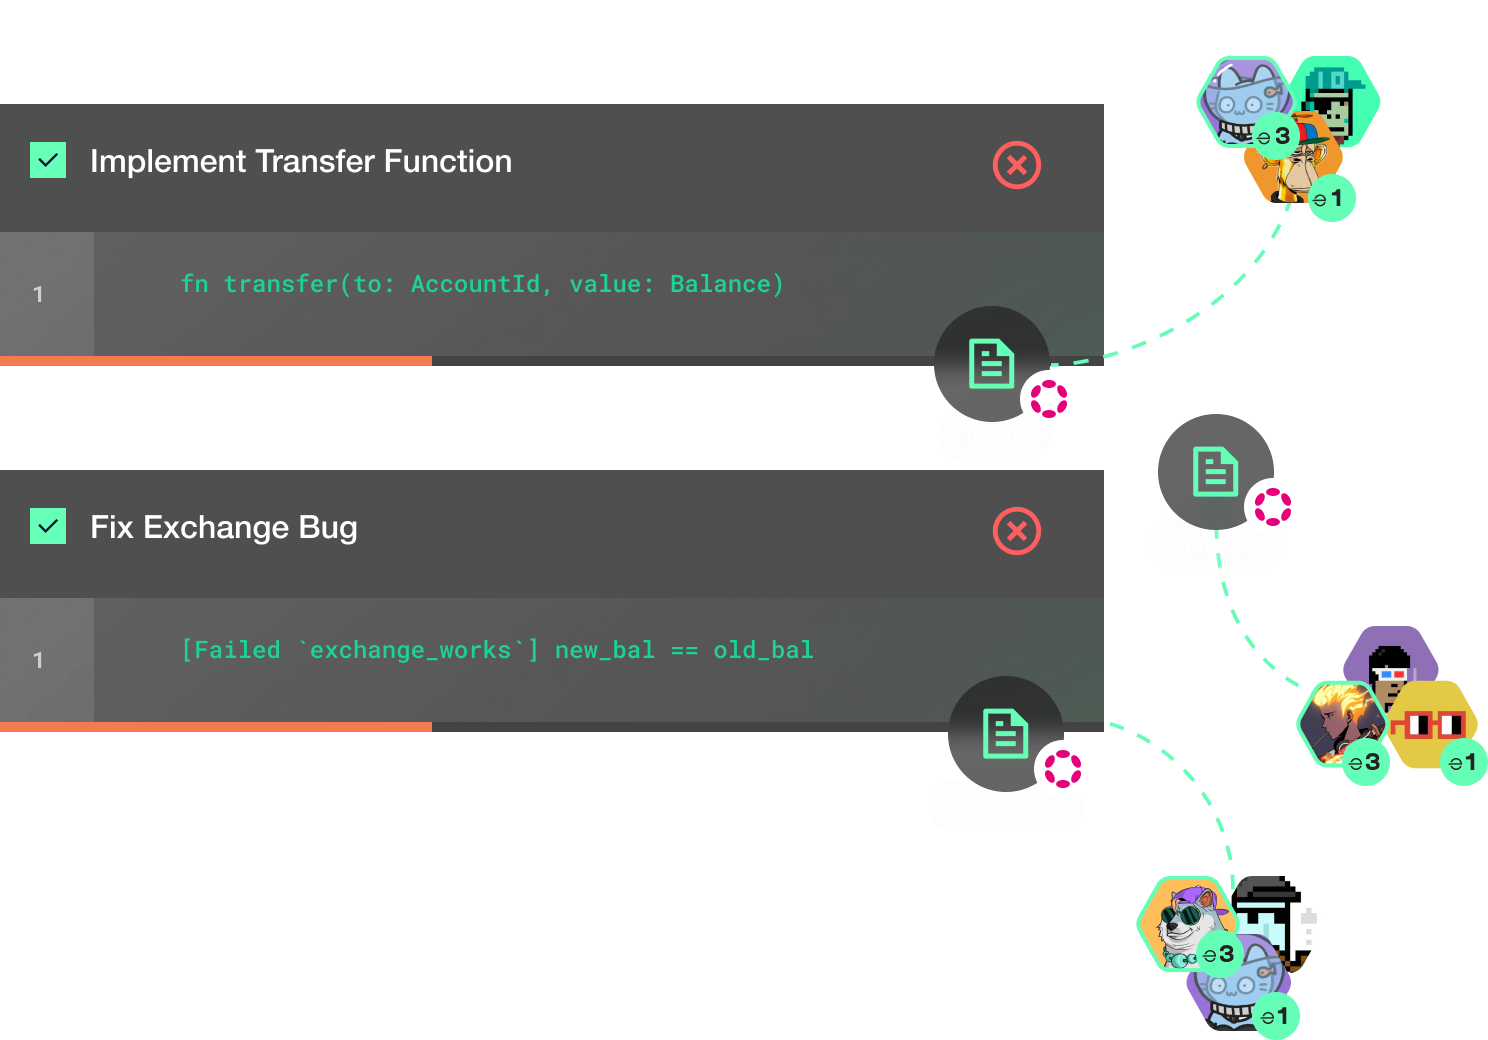 Implement Transfer Function
1
fn transfer(to: AccountId, value: Balance)
Fix Exchange Bug
1
[Failed `exchange_works`] new_bal == old_bal
3
1
3
1
3
1